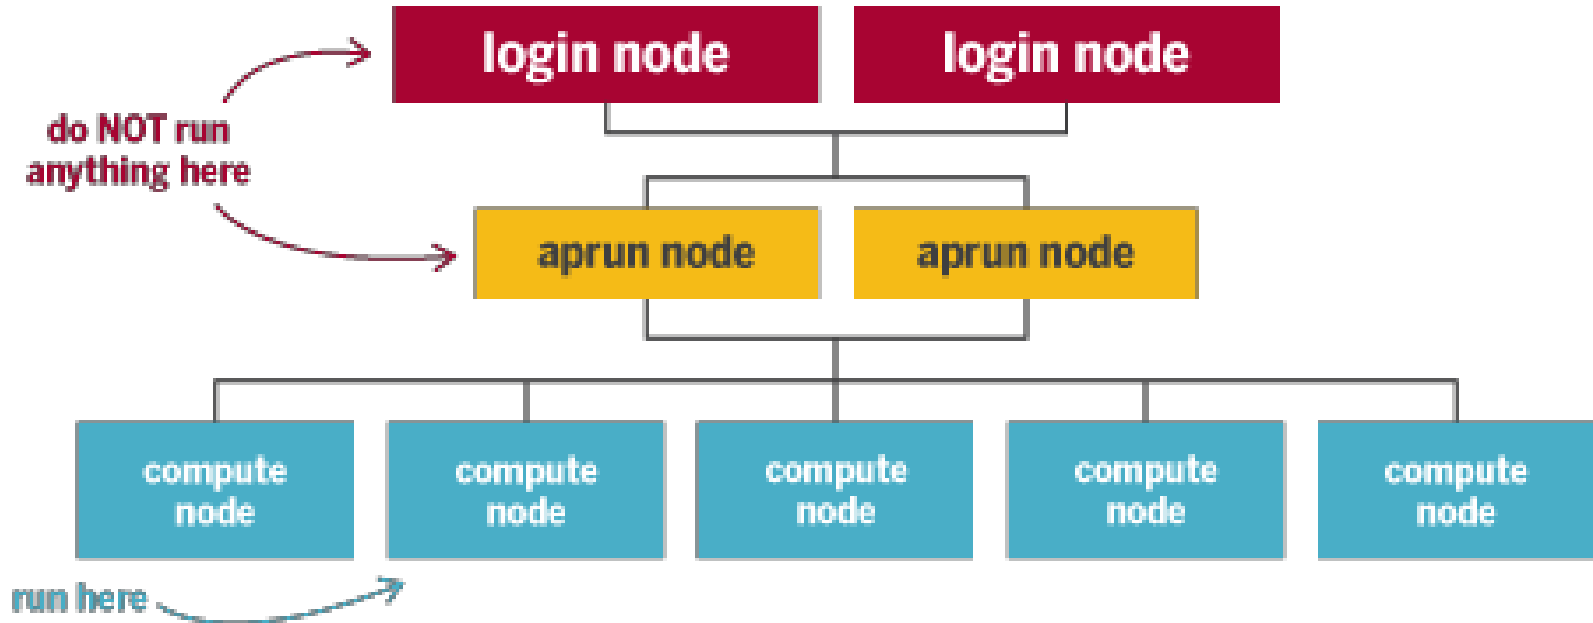 login node
login node
do NOT run
anything here
aprun node
aprun node
compute
node
compute
node
compute
node
compute
node
compute
node
run here